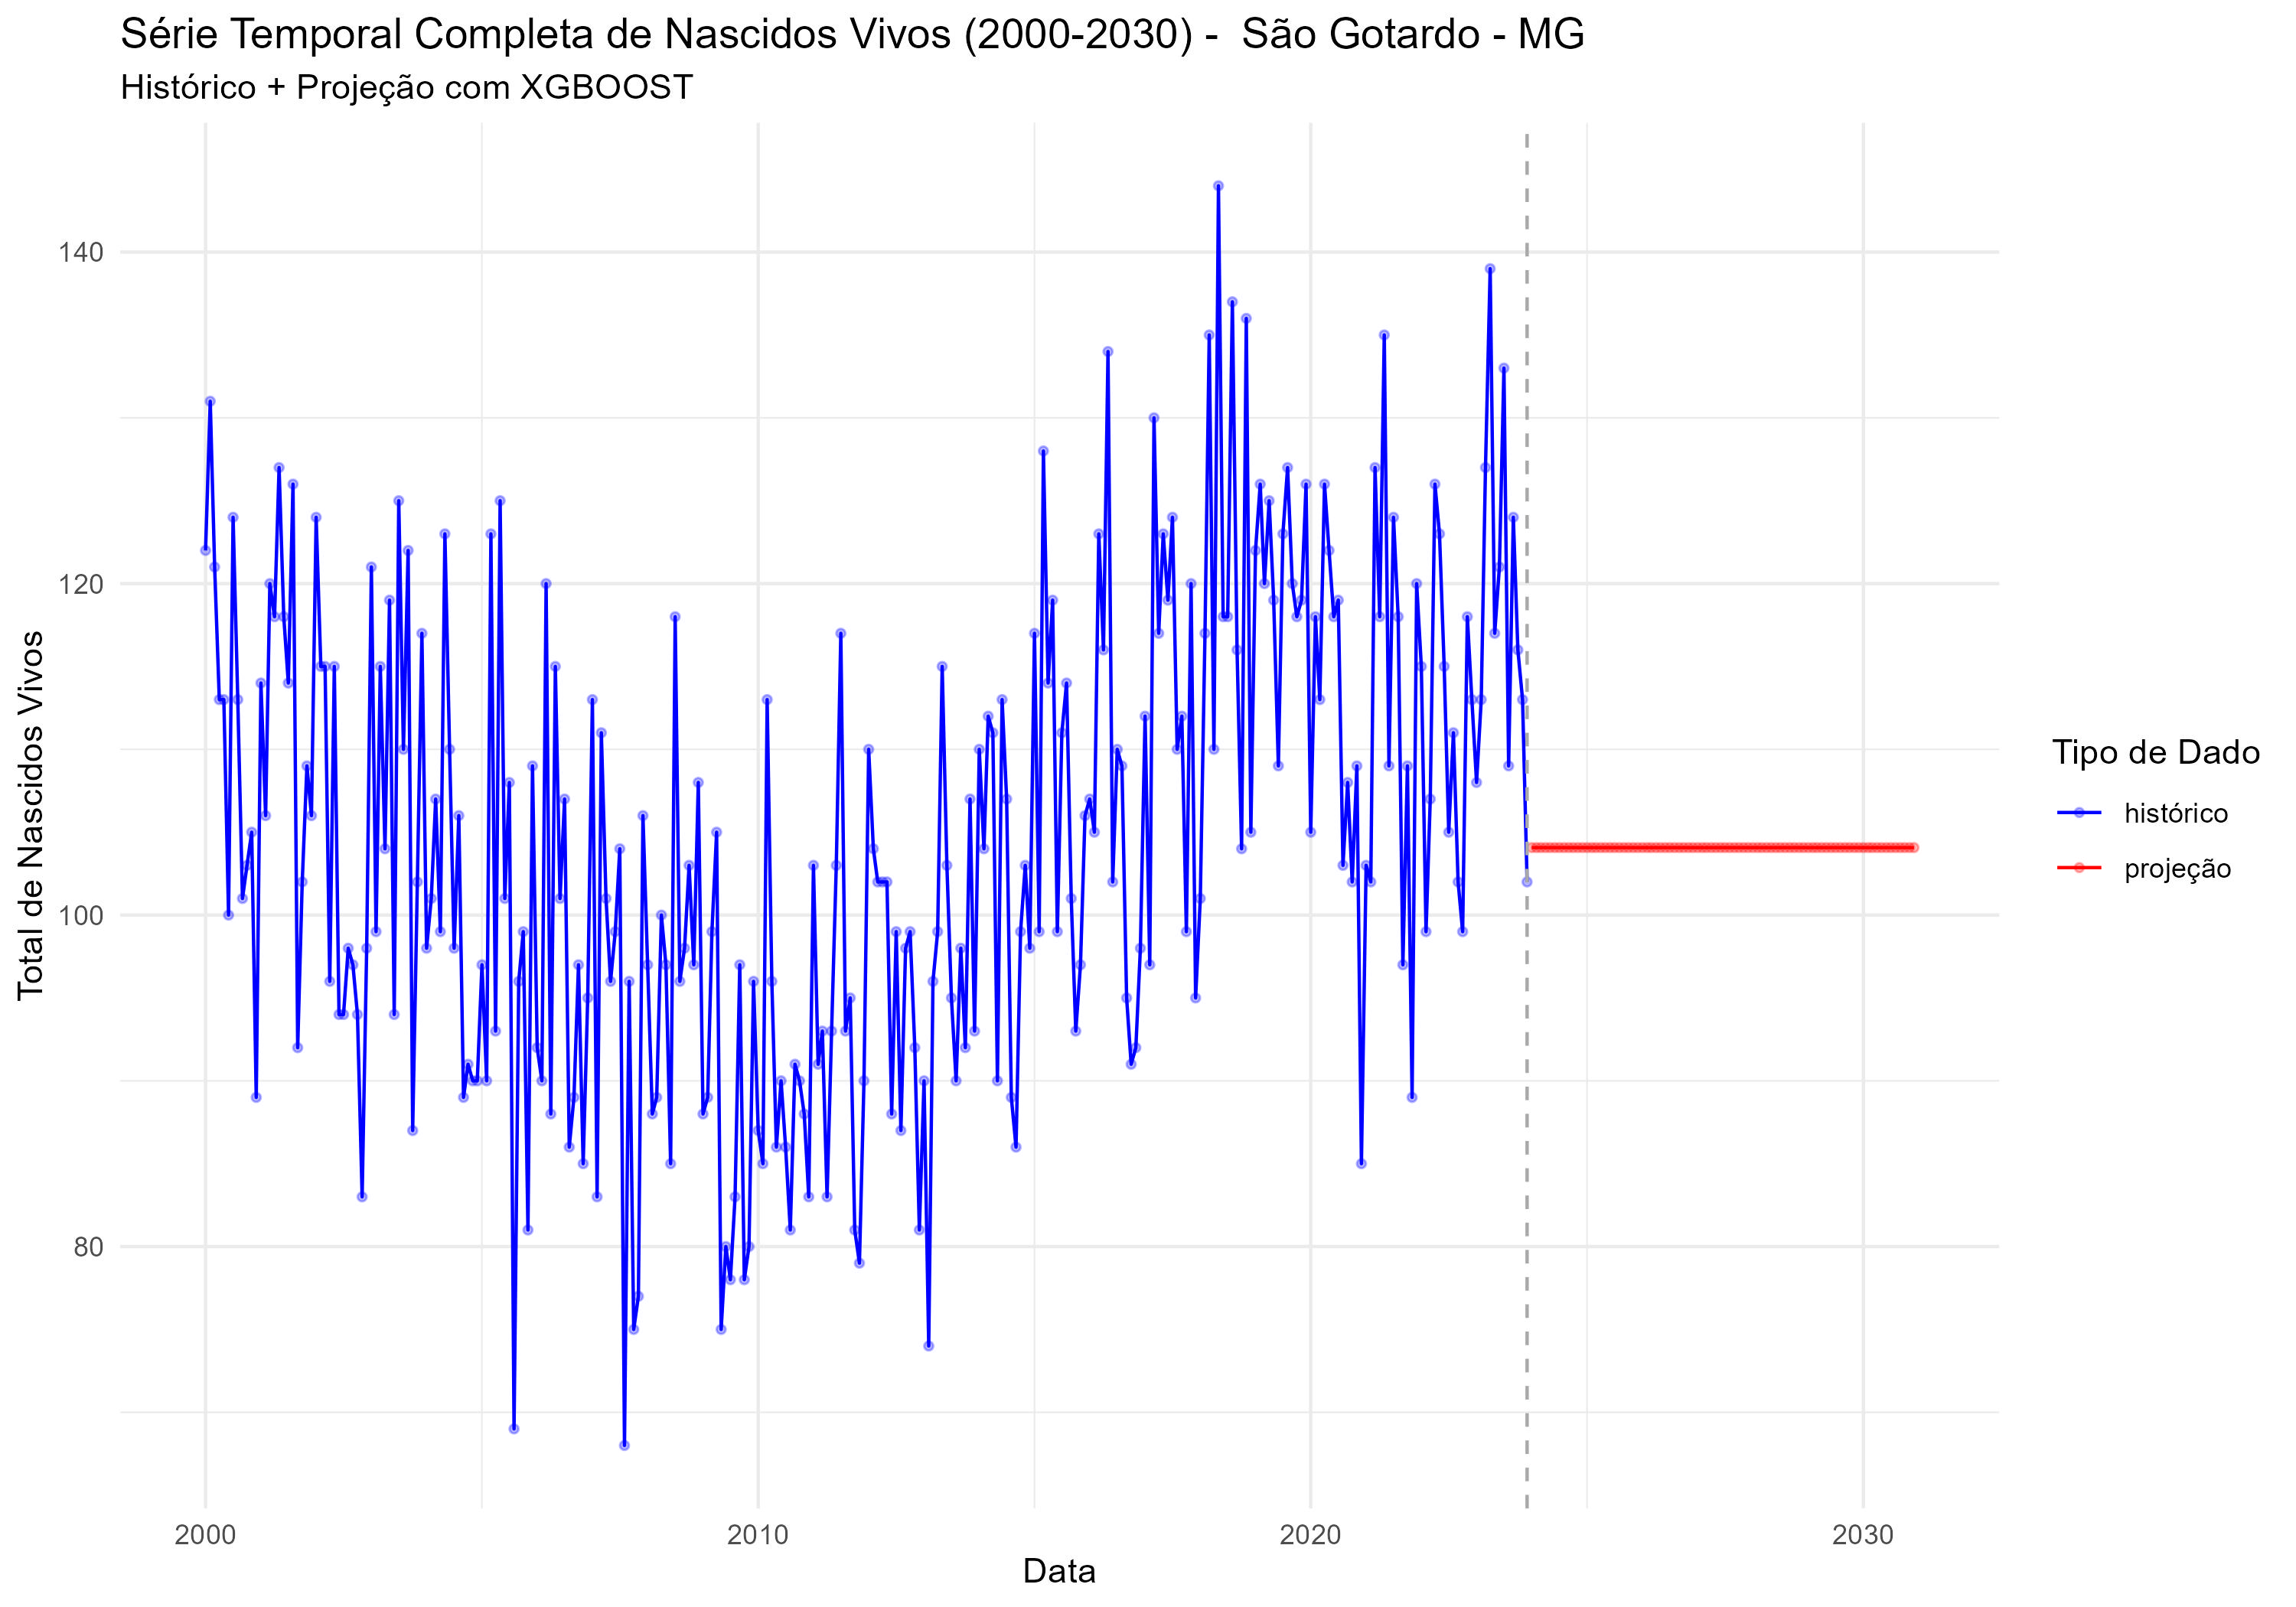 Série Temporal Completa de Nascidos Vivos (2000-2030) -  São Gotardo - MG
Histórico + Projeção com XGBOOST
Total de Nascidos Vivos
140
120
100
80
2000
2010
2020
2030
Data
Tipo de Dado
histórico
projeção